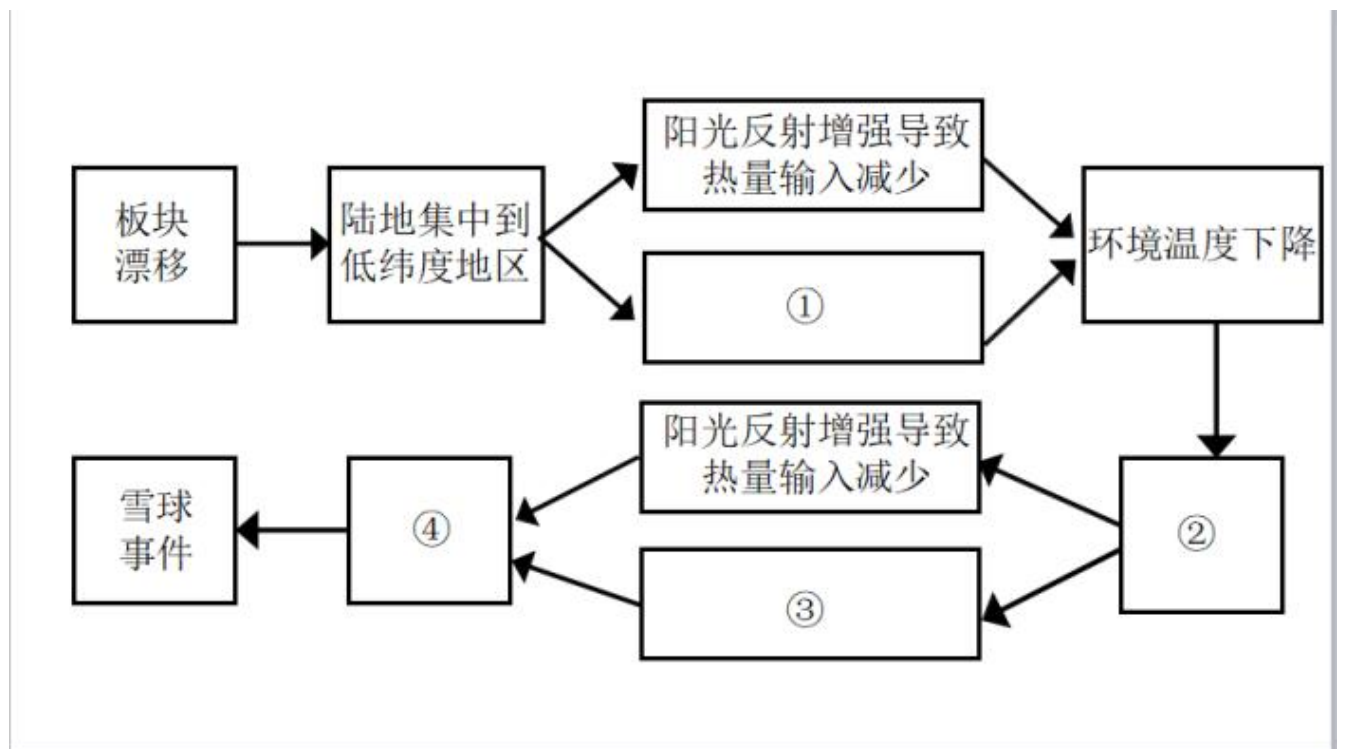 阳光反射增强导致
热量输入减少
板块
漂移
陆地集中到
低纬度地区
环境温度下降
①
阳光反射增强导致
热量输入减少
雪球
事件
④
②
③